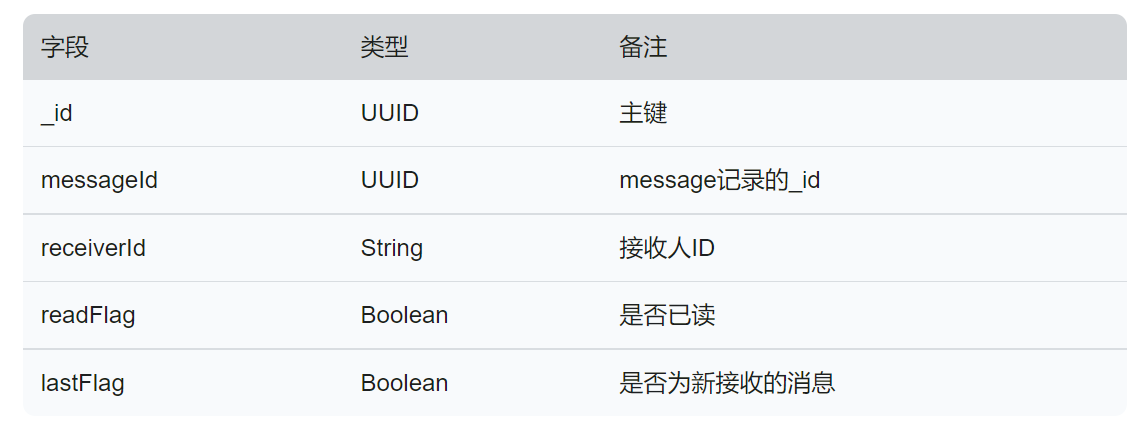 字段 类型 备注
_id UUID 主键
messageId UUID message记录的_id
receiverId String 接收人ID
readFlag Boolean 是否已读
lastFlag Boolean 是否为新接收的消息